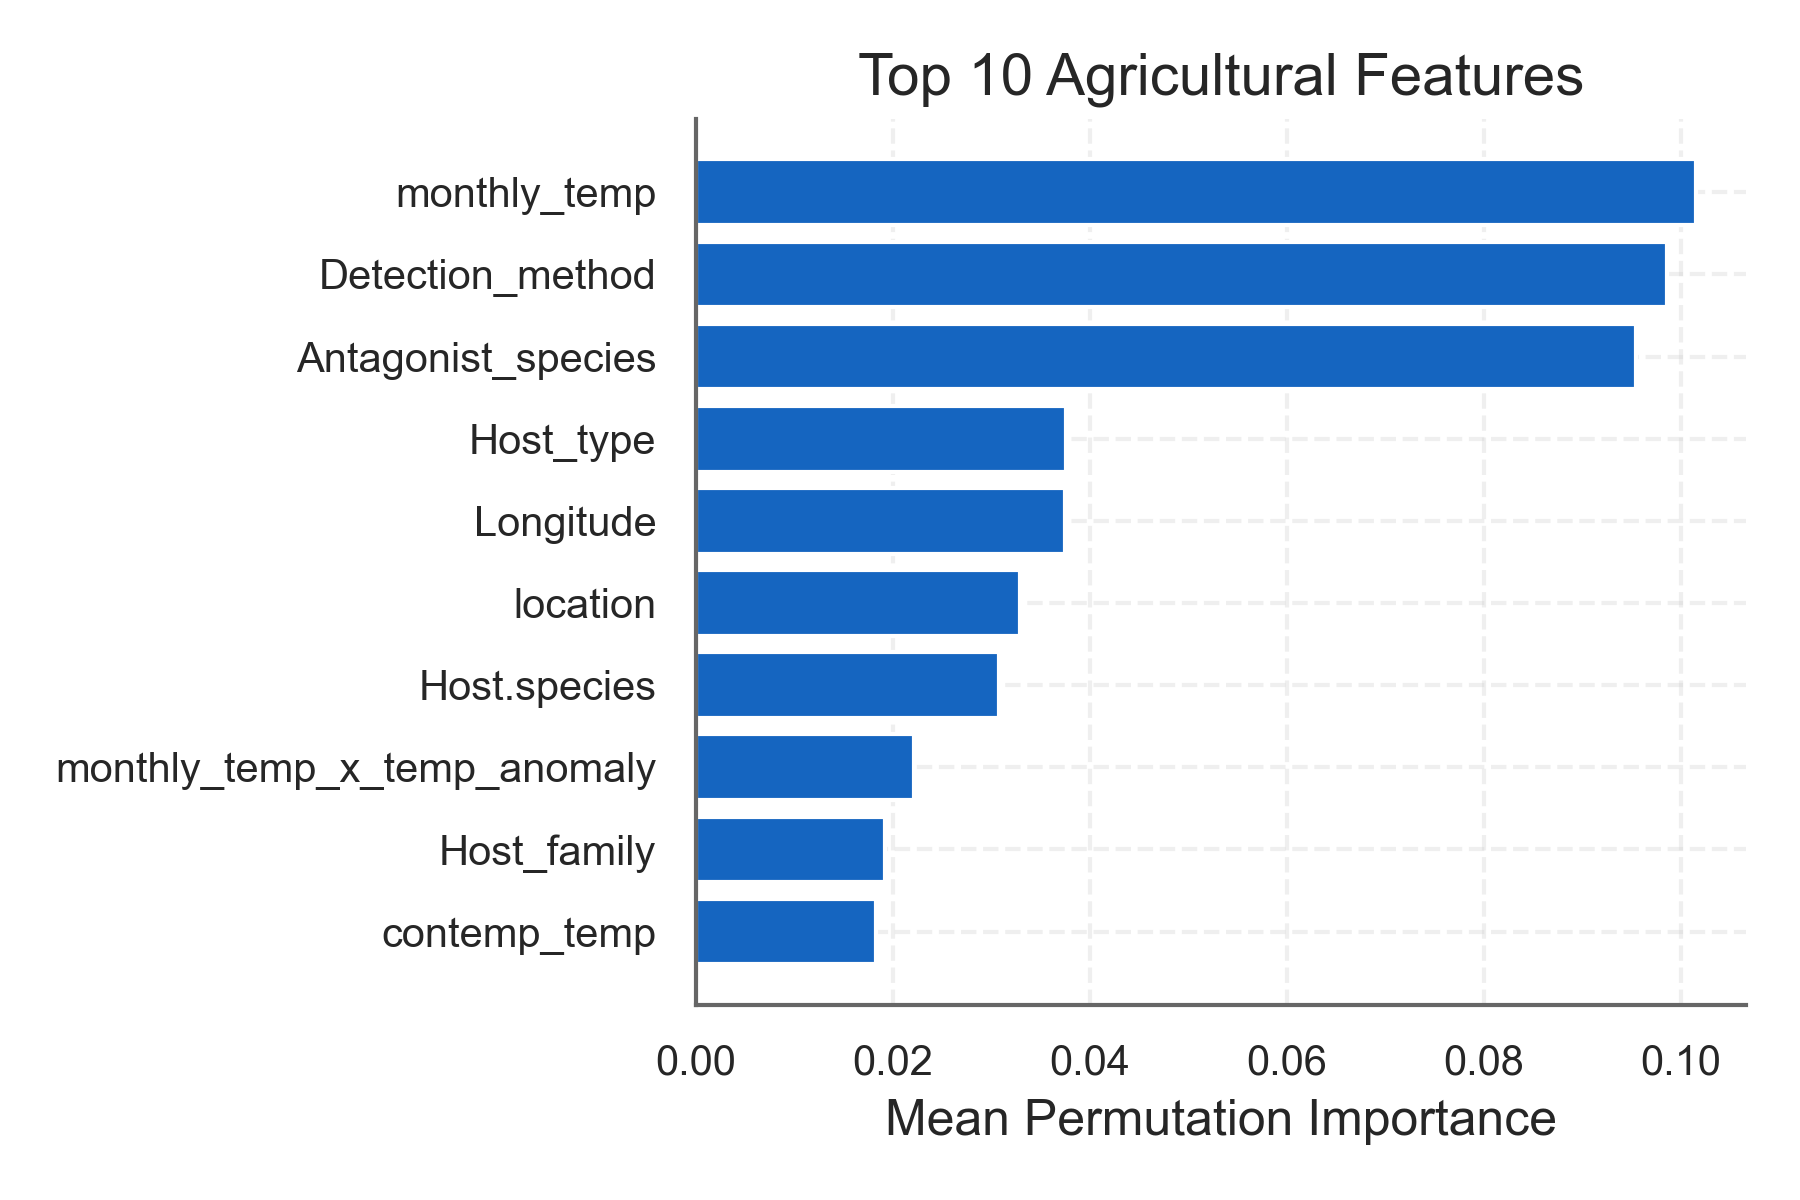 Top 10 Agricultural Features
monthly_temp
Detection_method
Antagonist_species
Host_type
Longitude
location
Host.species
monthly_temp_x_temp_anomaly
Host_family
contemp_temp
0.00 0.02 0.04 0.06 0.08 0.10
Mean Permutation Importance